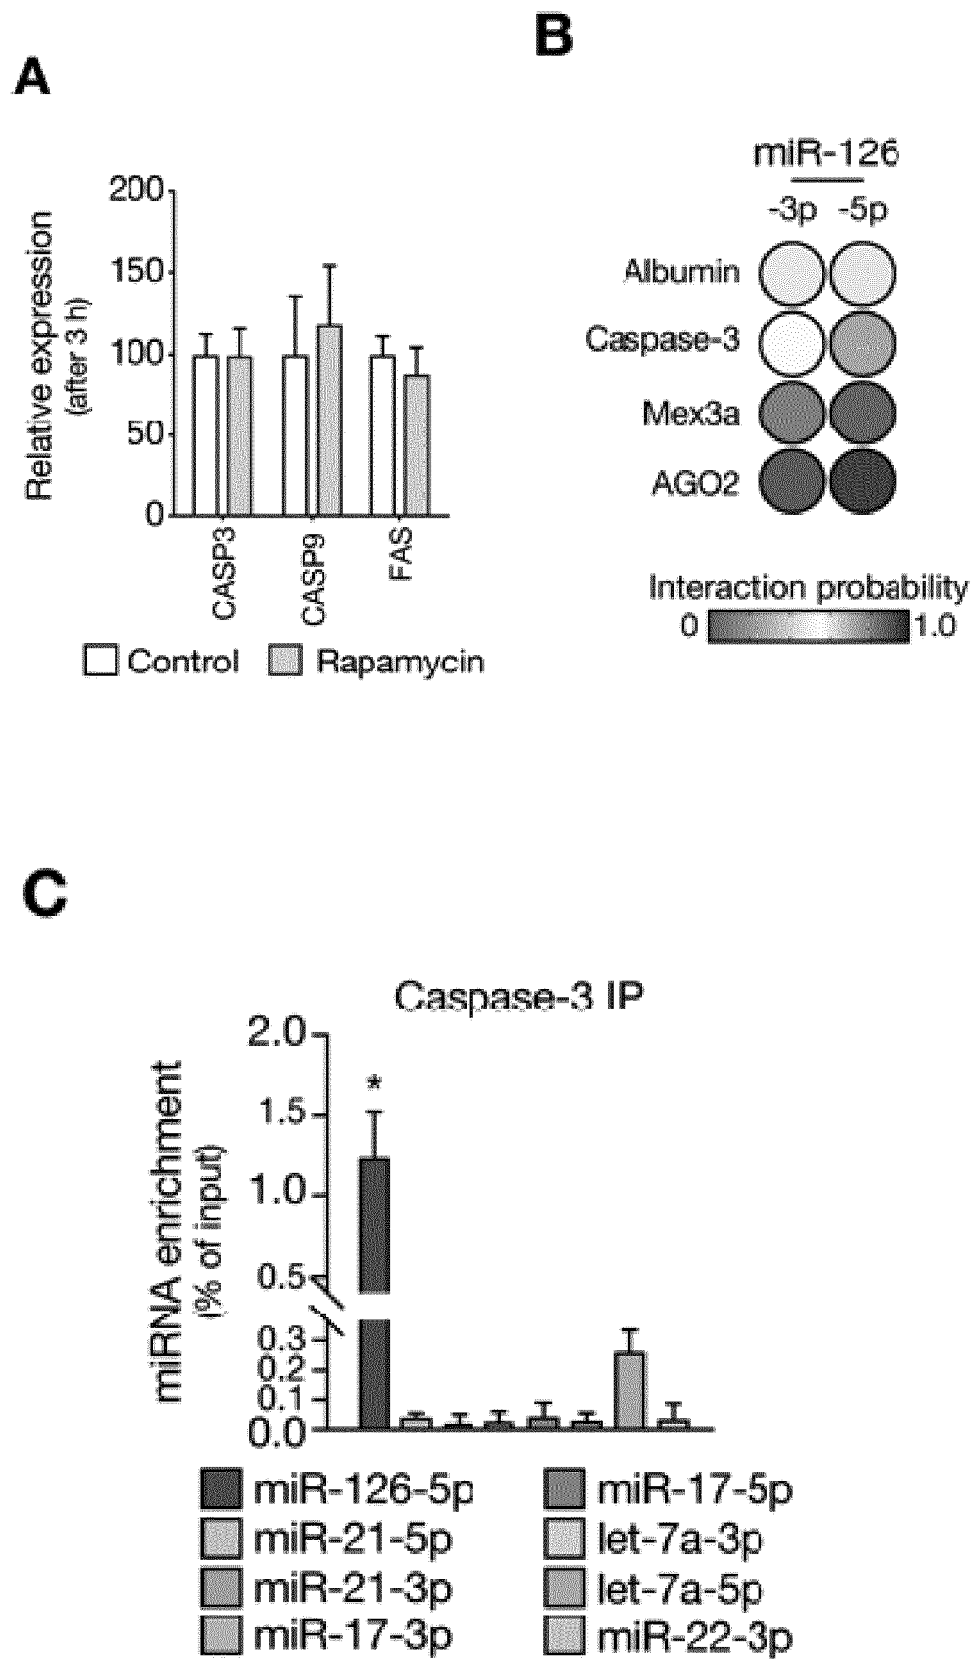 A
200
150
100
50
0
Relative expression
(after 3 h)
CASP3
CASP9
FAS
Control
Rapamycin
B
miR-126
-3p -5p
Albumin
Caspase-3
Mex3a
AGO2
Interaction probability
0 1.0
C
Caspase-3 IP
2.0
1.5
1.0
0.5
0.3
0.2
0.1
0.0
miRNA enrichment
(% of input)
*
miR-126-5p
miR-21-5p
miR-21-3p
miR-17-3p
miR-17-5p
let-7a-3p
let-7a-5p
miR-22-3p